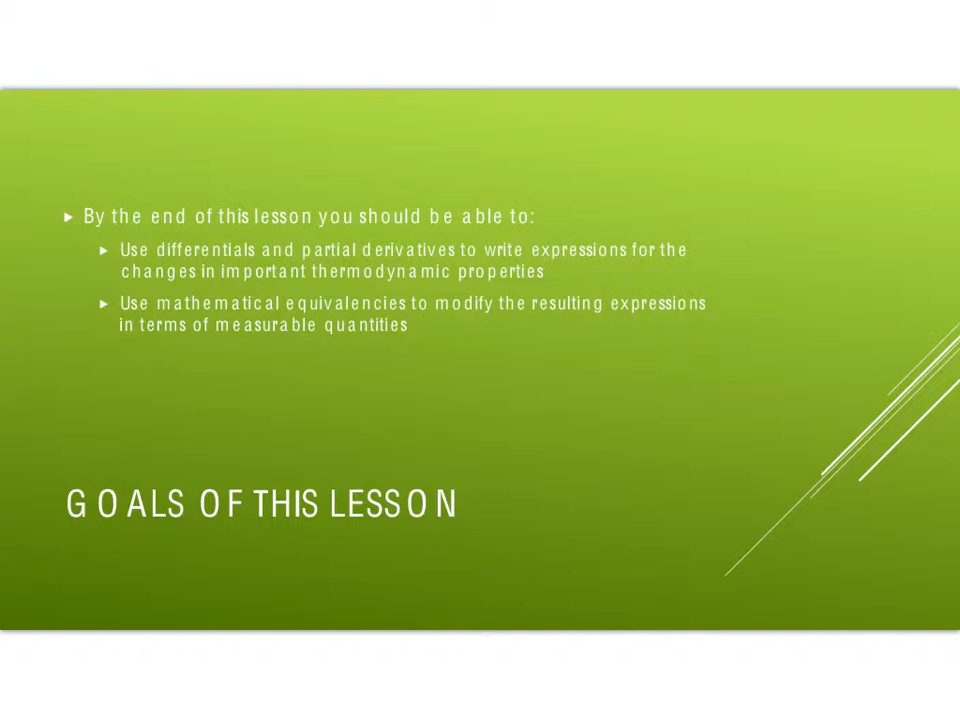 By the end of this lesson you should be able to:
Use differentials and partial derivatives to write expressions for the
changes in important thermodynamic properties
Use mathematical equivalencies to modify the resulting expressions
in terms of measurable quantities
GOALS OF THIS LESSON